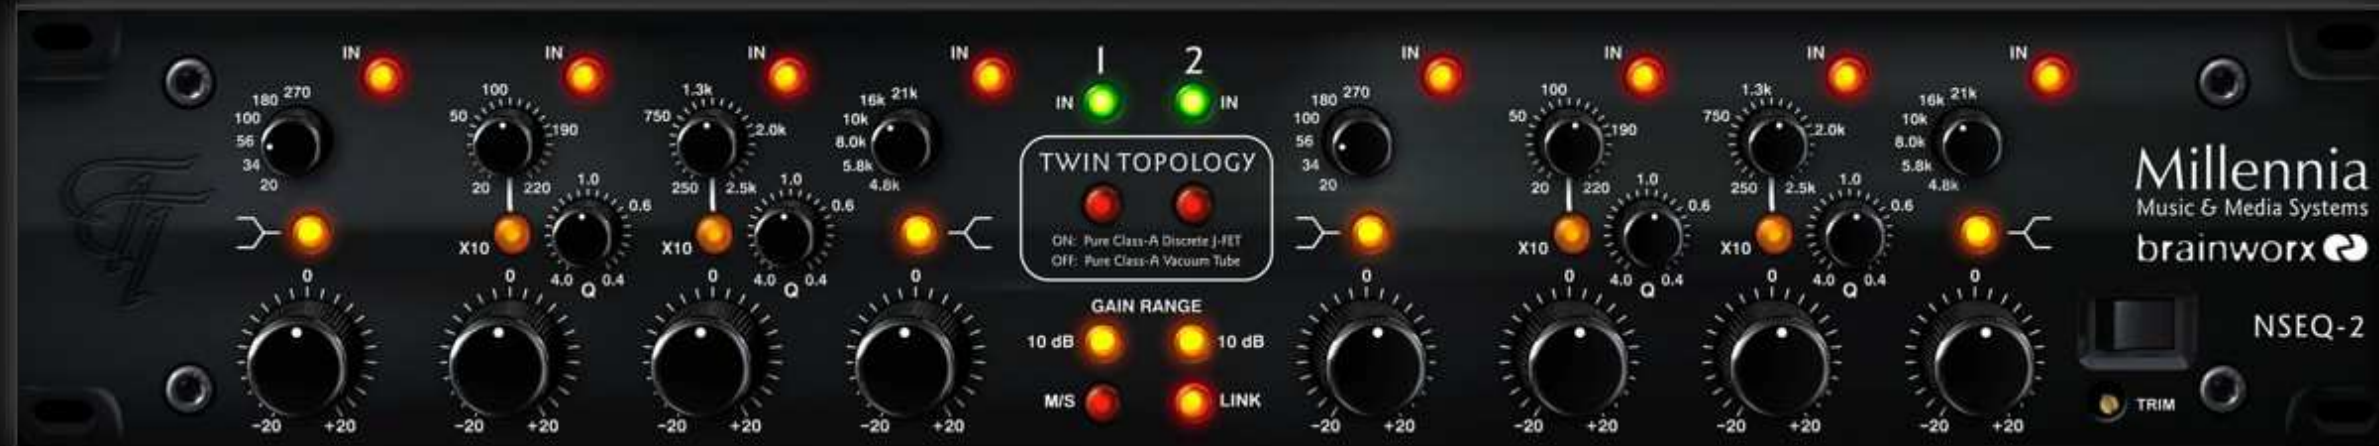 IN IN IN IN 1 2 IN IN IN IN
IN IN
20 34 56 100 180 270
20 50 100 190 220
250 750 1.3k 2.0k 2.5k
4.8k 5.8k 8.0k 10k 16k 21k
X10 4.0 1.0 0.6 0.4 Q
X10 4.0 1.0 0.6 0.4 Q
0 -20 +20
0 -20 +20
0 -20 +20
0 -20 +20
TWIN TOPOLOGY
ON: Pure Class-A Discrete J-FET
OFF: Pure Class-A Vacuum Tube
GAIN RANGE
10 dB 10 dB
M/S LINK
20 34 56 100 180 270
20 50 100 190 220
250 750 1.3k 2.0k 2.5k
4.8k 5.8k 8.0k 10k 16k 21k
X10 4.0 1.0 0.6 0.4 Q
X10 4.0 1.0 0.6 0.4 Q
0 -20 +20
0 -20 +20
0 -20 +20
0 -20 +20
Millennia
Music & Media Systems
brainworx
NSEQ-2
TRIM